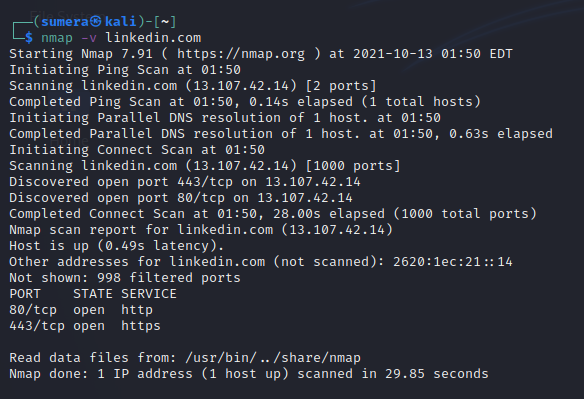 ┌──(sumera㉿kali)-[~]
└─$ nmap -v linkedin.com
Starting Nmap 7.91 ( https://nmap.org ) at 2021-10-13 01:50 EDT
Initiating Ping Scan at 01:50
Scanning linkedin.com (13.107.42.14) [2 ports]
Completed Ping Scan at 01:50, 0.14s elapsed (1 total hosts)
Initiating Parallel DNS resolution of 1 host. at 01:50
Completed Parallel DNS resolution of 1 host. at 01:50, 0.63s elapsed
Initiating Connect Scan at 01:50
Scanning linkedin.com (13.107.42.14) [1000 ports]
Discovered open port 443/tcp on 13.107.42.14
Discovered open port 80/tcp on 13.107.42.14
Completed Connect Scan at 01:50, 28.00s elapsed (1000 total ports)
Nmap scan report for linkedin.com (13.107.42.14)
Host is up (0.49s latency).
Other addresses for linkedin.com (not scanned): 2620:1ec:21::14
Not shown: 998 filtered ports
PORT    STATE SERVICE
80/tcp  open  http
443/tcp open  https

Read data files from: /usr/bin/../share/nmap
Nmap done: 1 IP address (1 host up) scanned in 29.85 seconds